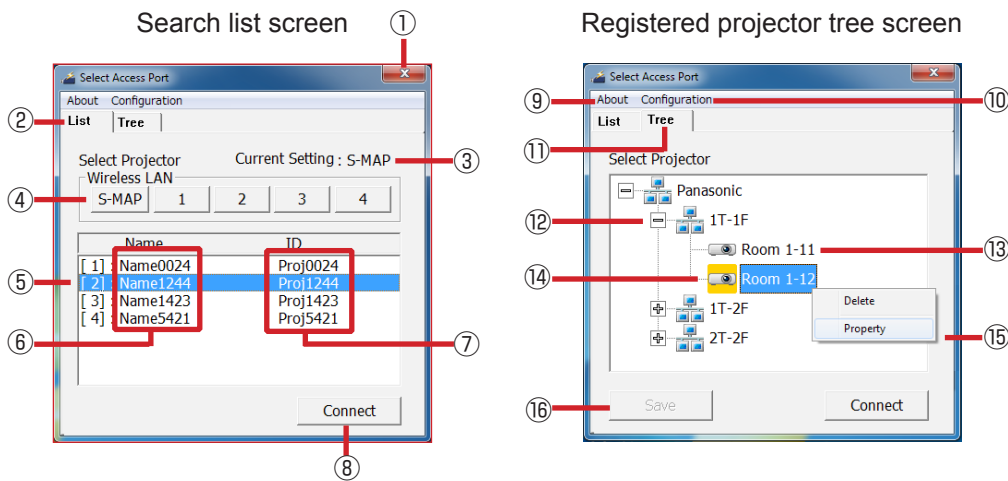 Search list screen
①
Select Access Port
x
About Configuration
②
List Tree
Select Projector Current Setting : S-MAP
③
Wireless LAN
④
S-MAP 1 2 3 4
Name ID
[ 1] : Name0024 Proj0024
⑤
[ 2] : Name1244 Proj1244
[ 3] : Name1423 Proj1423
[ 4] : Name5421 Proj5421
⑥
⑦
Connect
⑧
Registered projector tree screen
Select Access Port
x
⑨
About Configuration
⑩
List Tree
⑪
Select Projector
Panasonic
⑫
1T-1F
Room 1-11
⑬
⑭
Room 1-12
Delete
1T-2F
Property
⑮
2T-2F
⑯
Save Connect